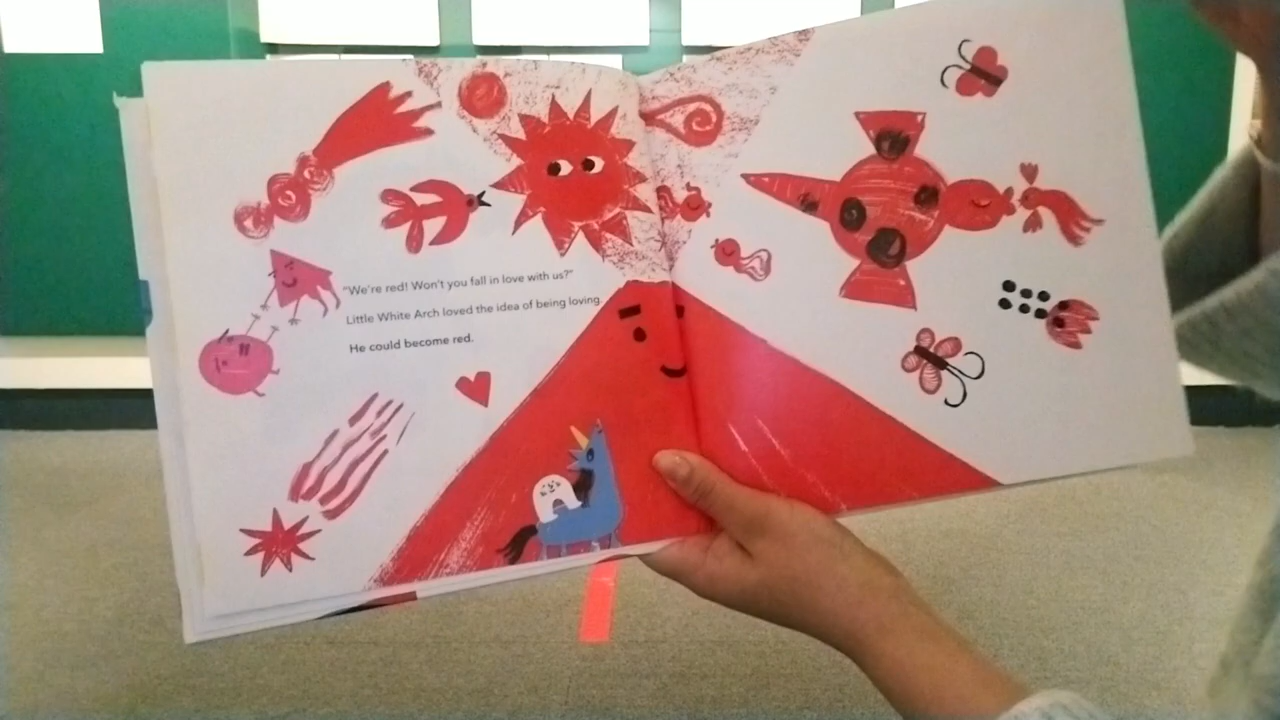 "We're red! Won't you fall in love with us?"
Little White Arch loved the idea of being loving.
He could become red.